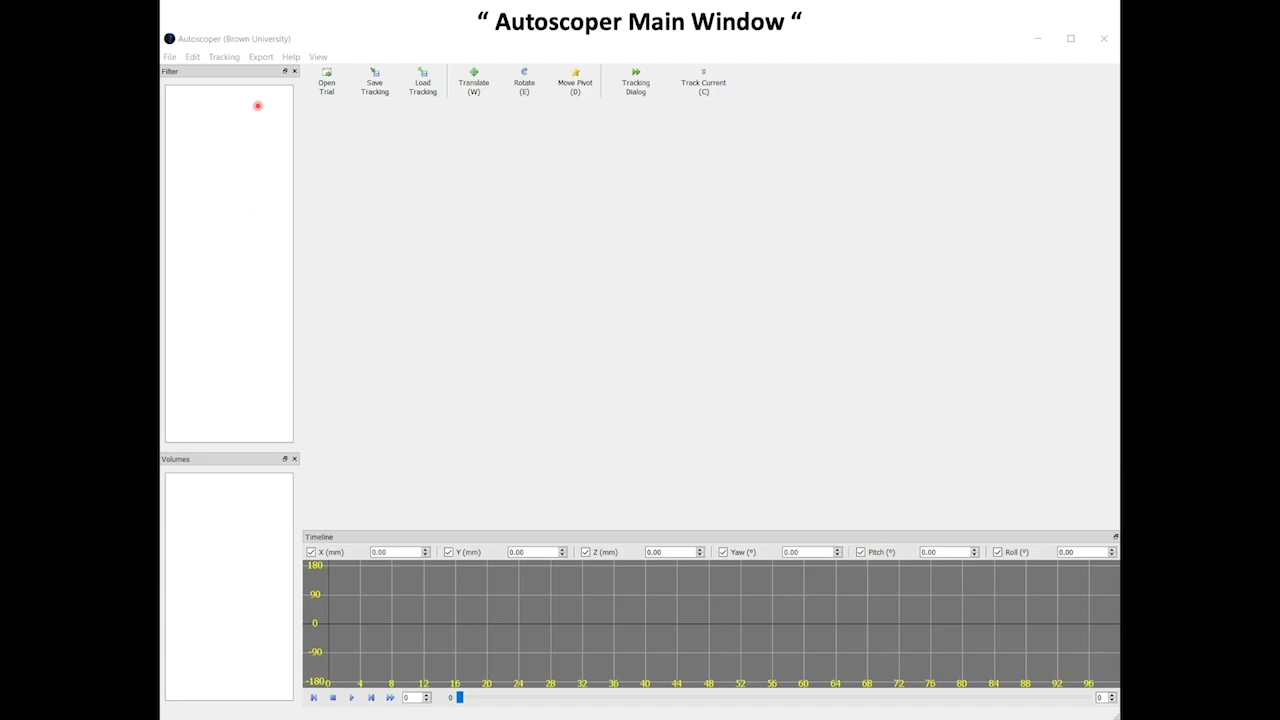 “ Autoscoper Main Window “
Autoscoper (Brown University)
File Edit Tracking Export Help View
Filter
Open Trial
Save Tracking
Load Tracking
Translate (W)
Rotate (E)
Move Pivot (D)
Tracking Dialog
Track Current (C)
Volumes
Timeline
X (mm) 0.00 Y (mm) 0.00 Z (mm) 0.00 Yaw (°) 0.00 Pitch (°) 0.00 Roll (°) 0.00
180
90
0
-90
-180
0 4 8 12 16 20 24 28 32 36 40 44 48 52 56 60 64 68 72 76 80 84 88 92 96
0 0 0